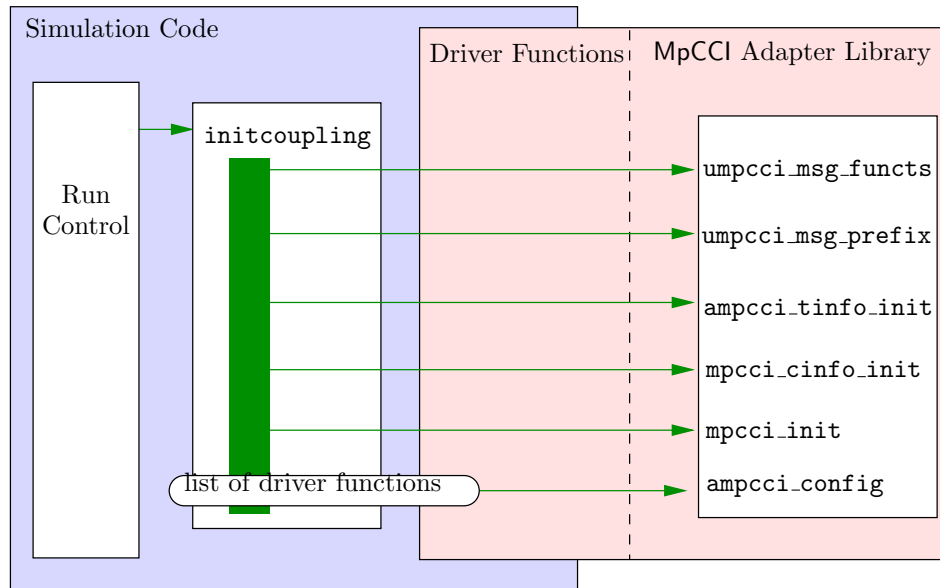 Simulation Code
Driver Functions
MpCCI Adapter Library
Run
Control
initcoupling
umpcci_msg_functs
umpcci_msg_prefix
ampcci_tinfo_init
mpcci_cinfo_init
mpcci_init
list of driver functions
ampcci_config